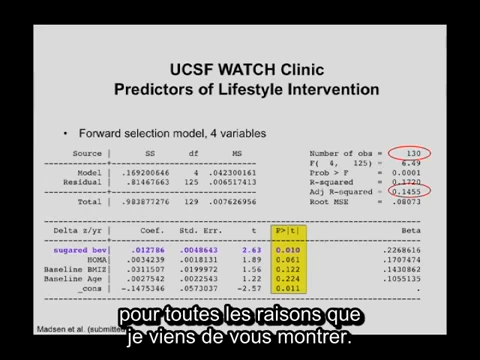 UCSF WATCH Clinic
Predictors of Lifestyle Intervention
• Forward selection model, 4 variables
Source | SS df MS
Model | .169200646 4 .042300161
Residual | .81467663 125 .006517413
Total | .983877276 129 .007626956
Number of obs = 130
F( 4, 125) = 6.49
Prob > F = 0.0001
R-squared = 0.1720
Adj R-squared = 0.1455
Root MSE = .08073
Delta z/yr | Coef. Std. Err. t P>|t| Beta
sugared bev| .012786 .0048643 2.63 0.010 .2268616
HOMA | .0034239 .0018131 1.89 0.061 .1707474
Baseline BMIZ | .0311507 .0199972 1.56 0.122 .1430862
Baseline Age | .0027542 .0022543 1.22 0.224 .1055135
_cons | -.1475346 .0573037 -2.57 0.011 .
Madsen et al. (submitted)
pour toutes les raisons que
je viens de vous montrer.